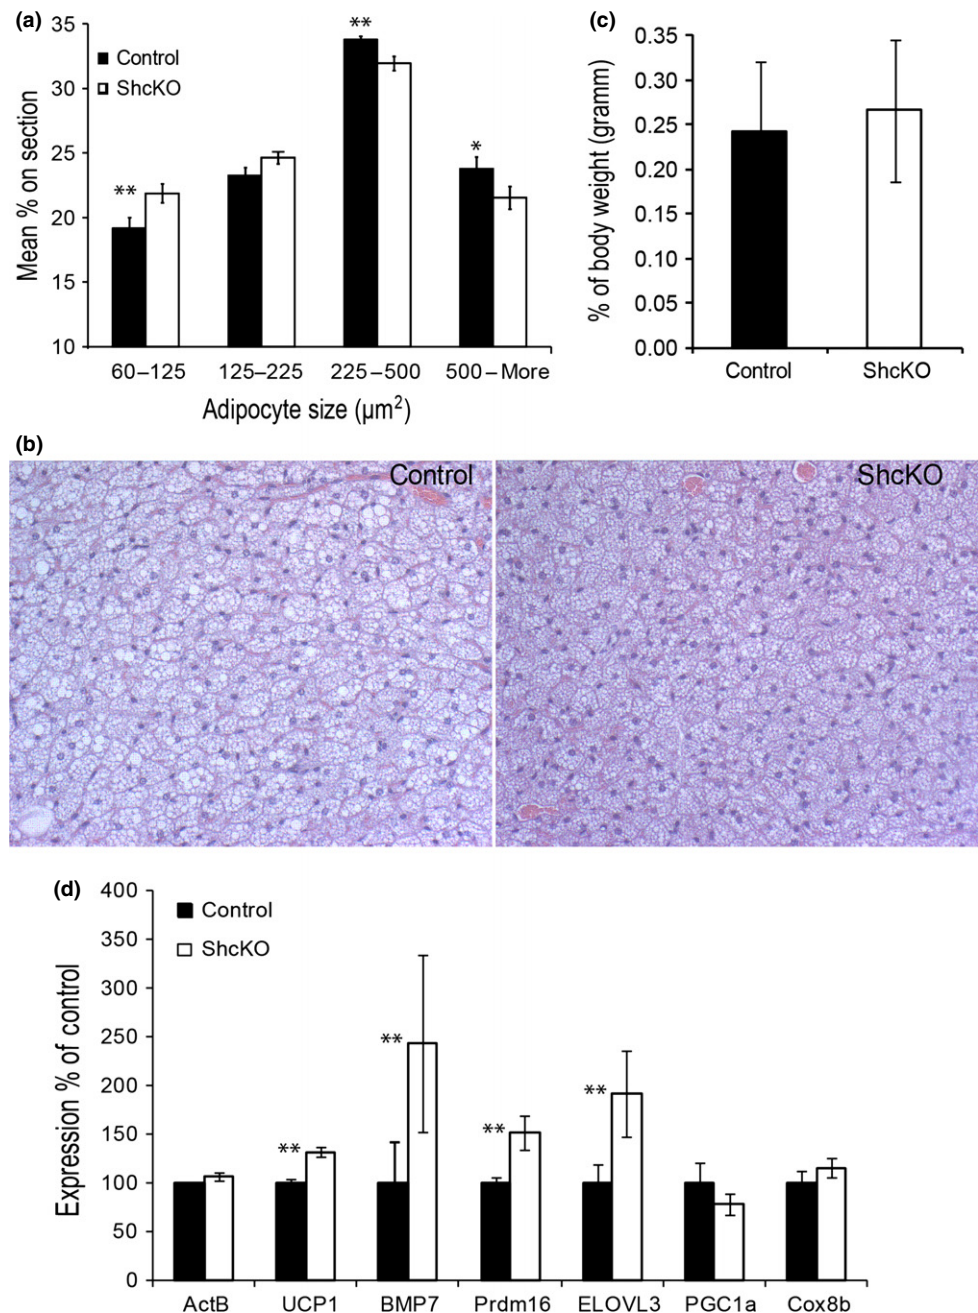 (a)
35
30
25
20
15
10
Mean % on section
Control
ShcKO
**
**
*
60–125 125–225 225–500 500–More
Adipocyte size (µm²)
(c)
0.35
0.30
0.25
0.20
0.15
0.10
0.05
0.00
% of body weight (gramm)
Control ShcKO
(b)
Control
ShcKO
(d)
400
350
300
250
200
150
100
50
0
Expression % of control
Control
ShcKO
**
**
**
**
ActB UCP1 BMP7 Prdm16 ELOVL3 PGC1a Cox8b